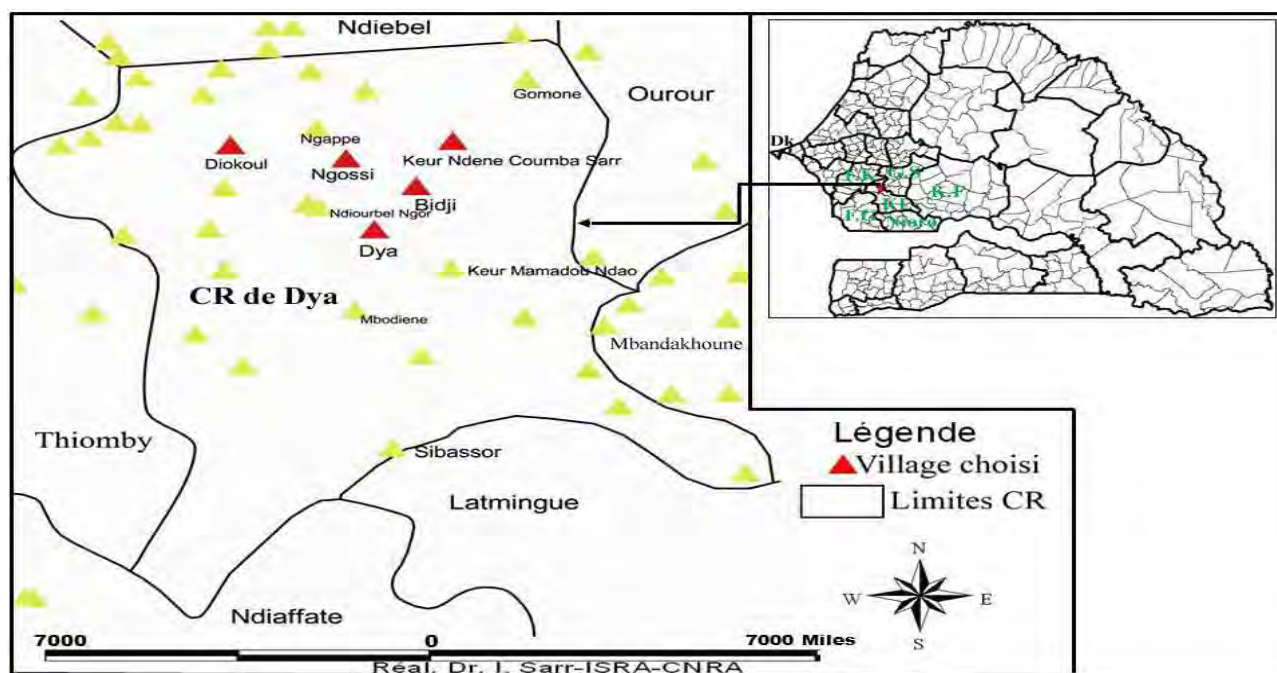 Ndiebel
Gomone
Ourour
Dk
Ngappe
Diokoul
Ngossi
Keur Ndene Coumba Sarr
Bidji
Ndiourbel Ngor
Dya
Keur Mamadou Ndao
CR de Dya
Mbodiene
Mbandakhoune
Thiomby
Sibassor
Latmingue
Ndiaffate
Légende
Village choisi
Limites CR
N
W E
S
7000 0 7000 Miles
Réal. Dr. I. Sarr-ISRA-CNRA